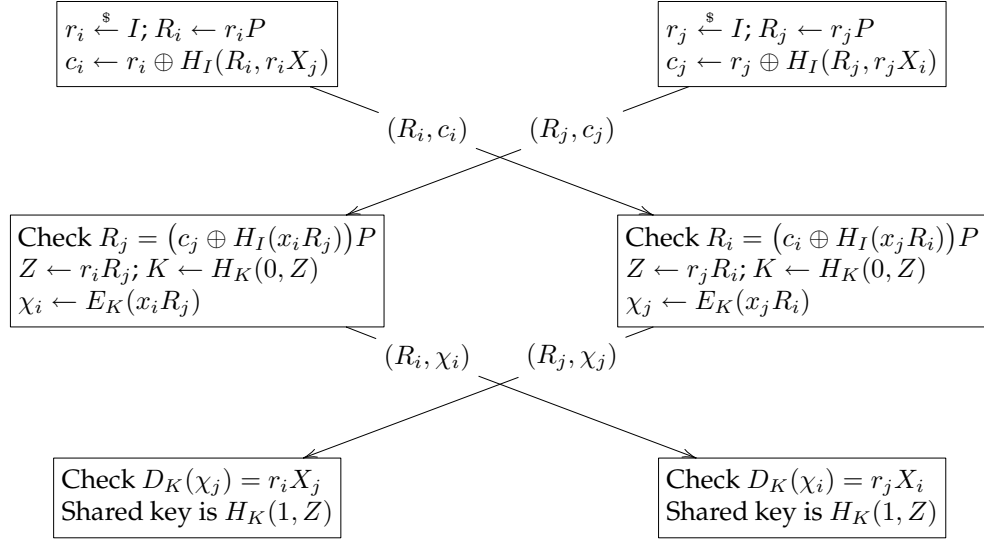 r_i ←$ I; R_i ← r_iP
c_i ← r_i ⊕ H_I(R_i, r_iX_j)
r_j ←$ I; R_j ← r_jP
c_j ← r_j ⊕ H_I(R_j, r_jX_i)
(R_i, c_i)
(R_j, c_j)
Check R_j = (c_j ⊕ H_I(x_iR_j))P
Z ← r_iR_j; K ← H_K(0, Z)
χ_i ← E_K(x_iR_j)
Check R_i = (c_i ⊕ H_I(x_jR_i))P
Z ← r_jR_i; K ← H_K(0, Z)
χ_j ← E_K(x_jR_i)
(R_i, χ_i)
(R_j, χ_j)
Check D_K(χ_j) = r_iX_j
Shared key is H_K(1, Z)
Check D_K(χ_i) = r_jX_i
Shared key is H_K(1, Z)